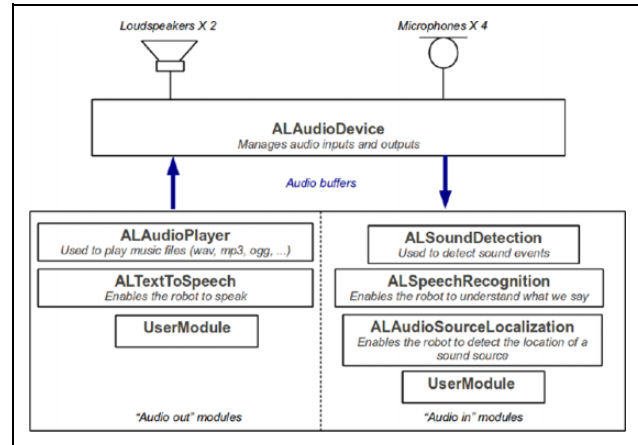 Loudspeakers X 2
Microphones X 4
ALAudioDevice
Manages audio inputs and outputs
Audio buffers
ALAudioPlayer
Used to play music files (wav, mp3, ogg, ...)
ALTextToSpeech
Enables the robot to speak
UserModule
"Audio out" modules
ALSoundDetection
Used to detect sound events
ALSpeechRecognition
Enables the robot to understand what we say
ALAudioSourceLocalization
Enables the robot to detect the location of a
sound source
UserModule
"Audio in" modules